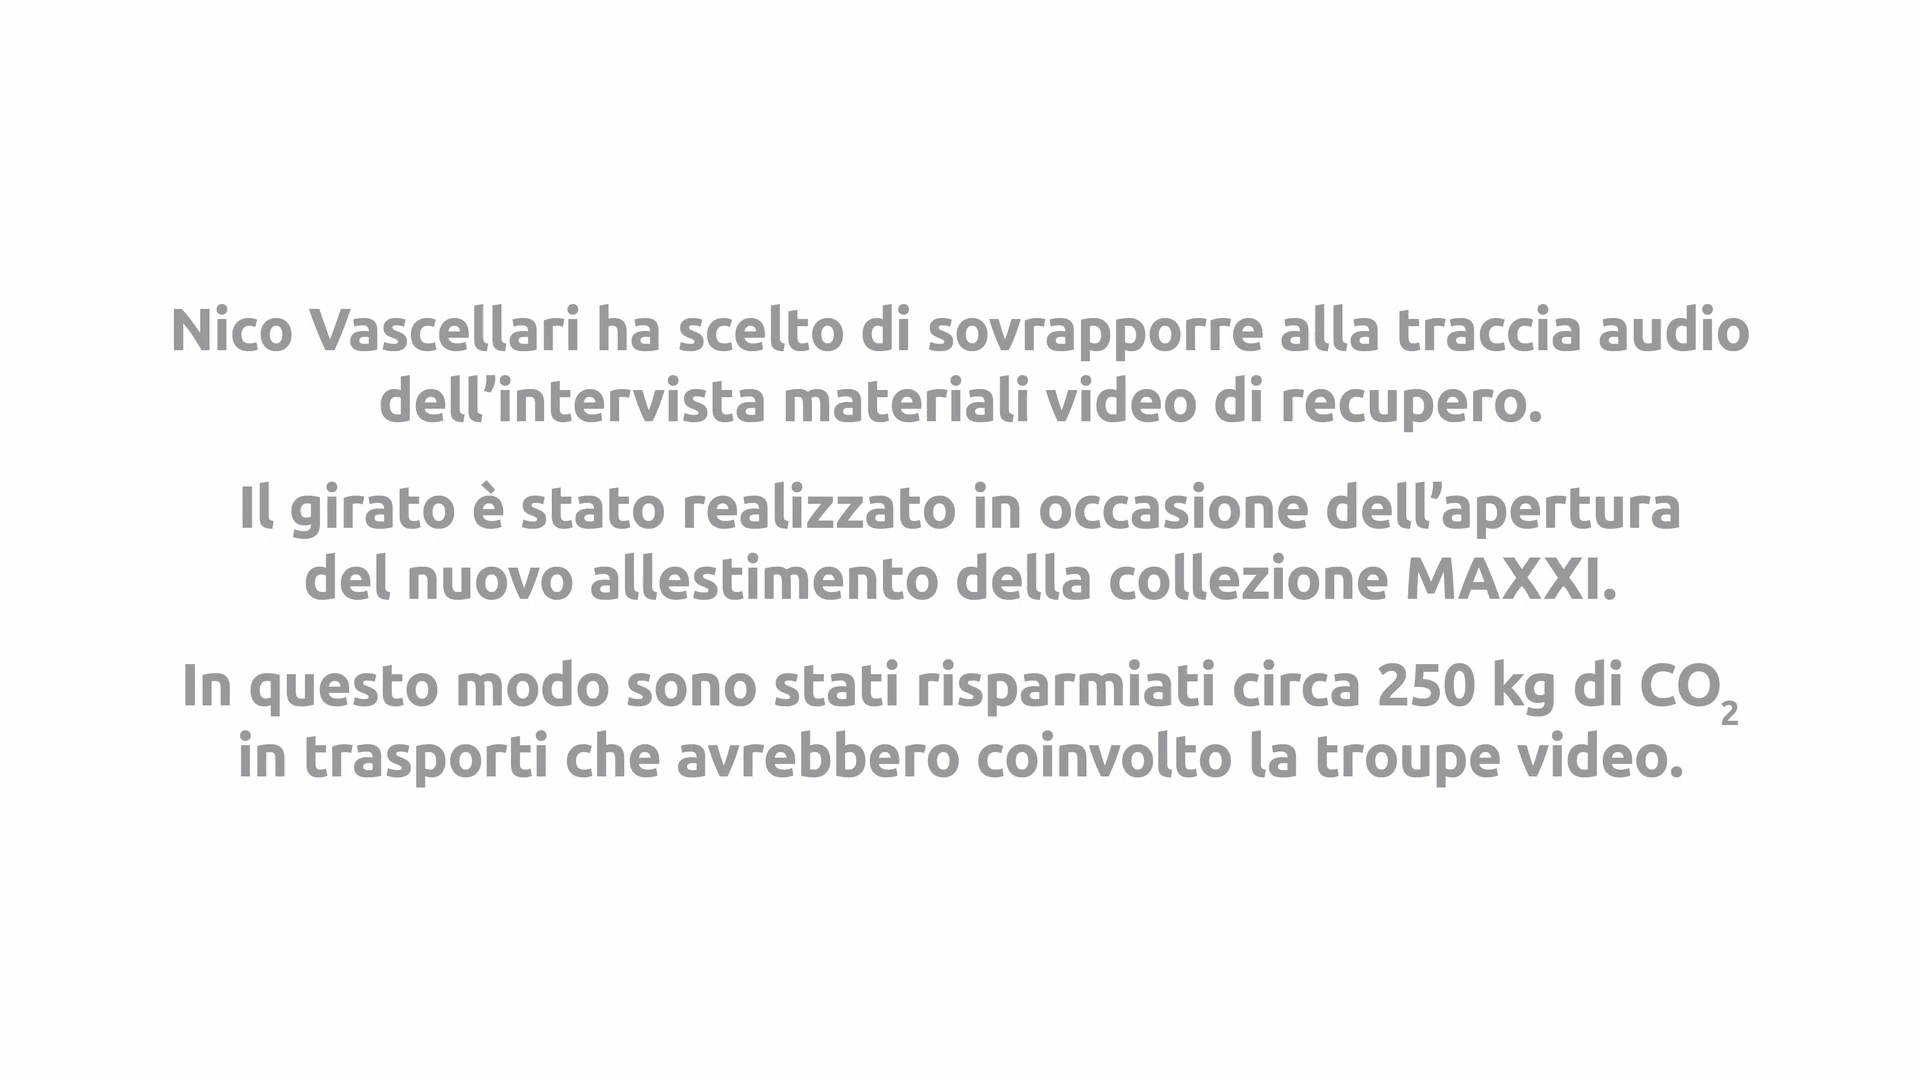 Nico Vascellari ha scelto di sovrapporre alla traccia audio
dell’intervista materiali video di recupero.
Il girato è stato realizzato in occasione dell’apertura
del nuovo allestimento della collezione MAXXI.
In questo modo sono stati risparmiati circa 250 kg di CO₂
in trasporti che avrebbero coinvolto la troupe video.